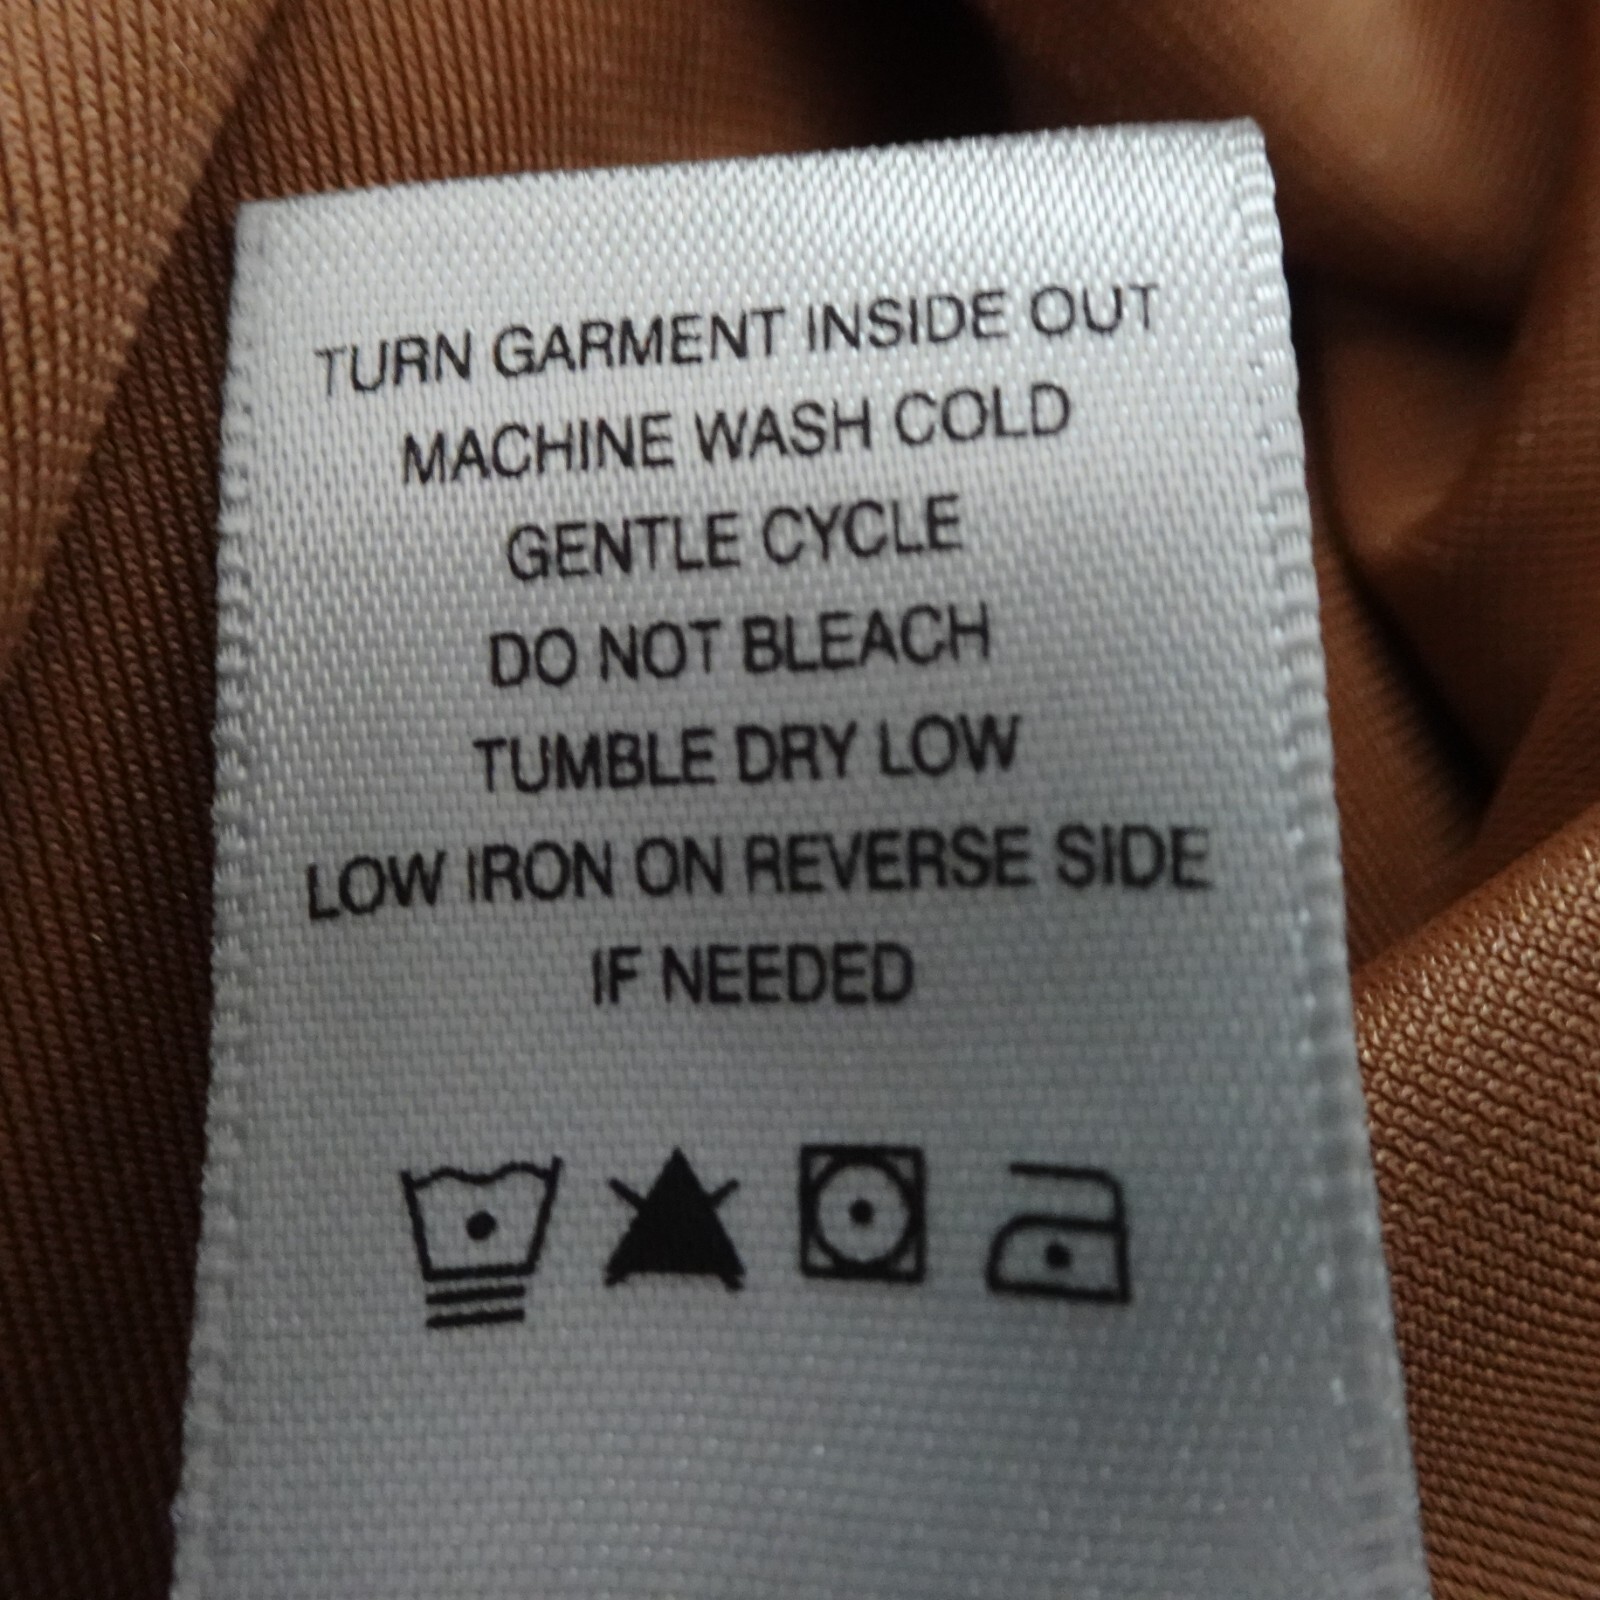 TURN GARMENT INSIDE OUT
MACHINE WASH COLD
GENTLE CYCLE
DO NOT BLEACH
TUMBLE DRY LOW
LOW IRON ON REVERSE SIDE
IF NEEDED